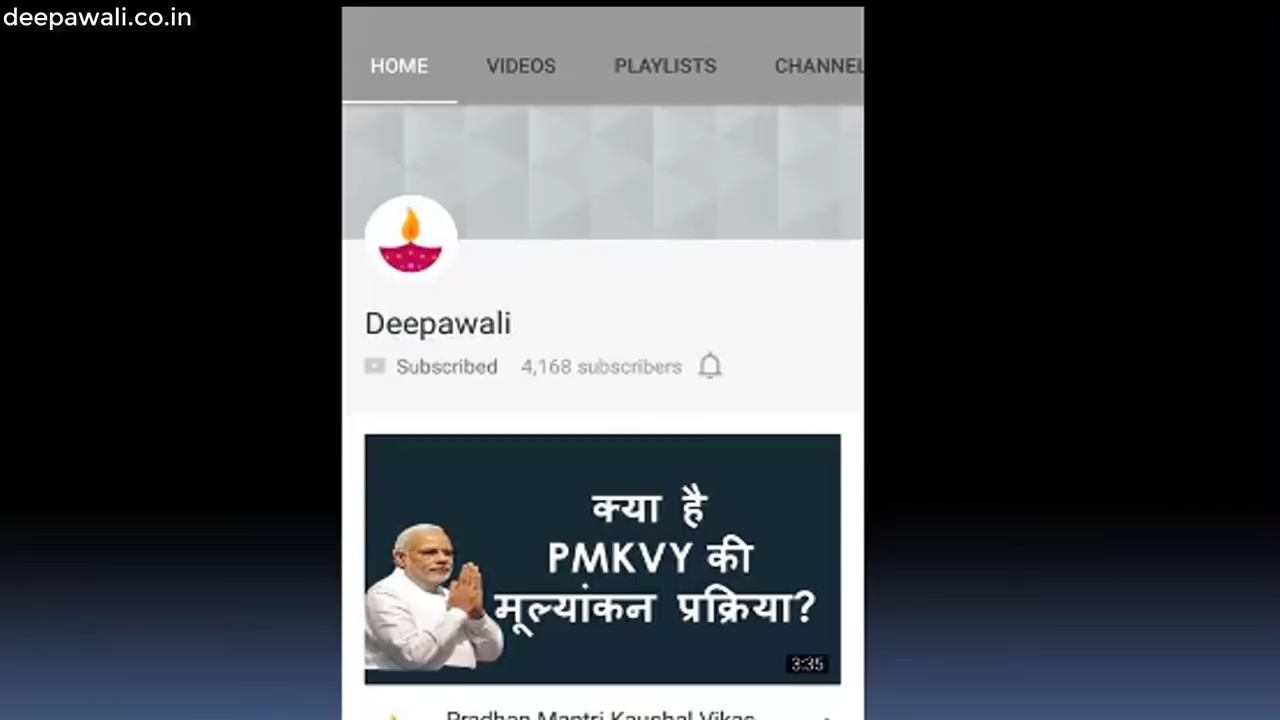 deepawali.co.in
HOME VIDEOS PLAYLISTS CHANNEL
Deepawali
Subscribed 4,168 subscribers
क्या है
PMKVY की
मूल्यांकन प्रक्रिया?
3:35
Pradhan Mantri Kaushal Vikas